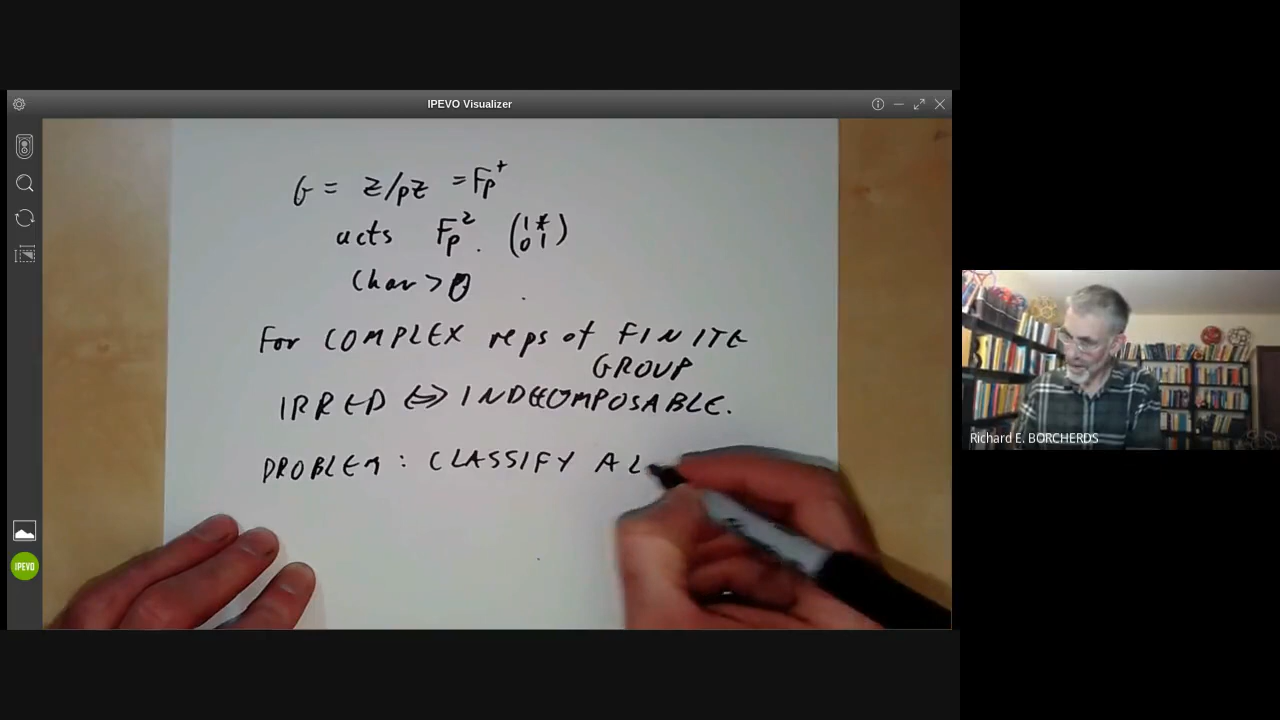 IPEVO Visualizer
G = Z/pZ = Fp⁺
acts Fp². (1 * 0 1)
Char > 0
For COMPLEX reps of FINITE
GROUP
IRRED ⇔ INDECOMPOSABLE.
PROBLEM : CLASSIFY AL
IPEVO
Richard E. BORCHERDS